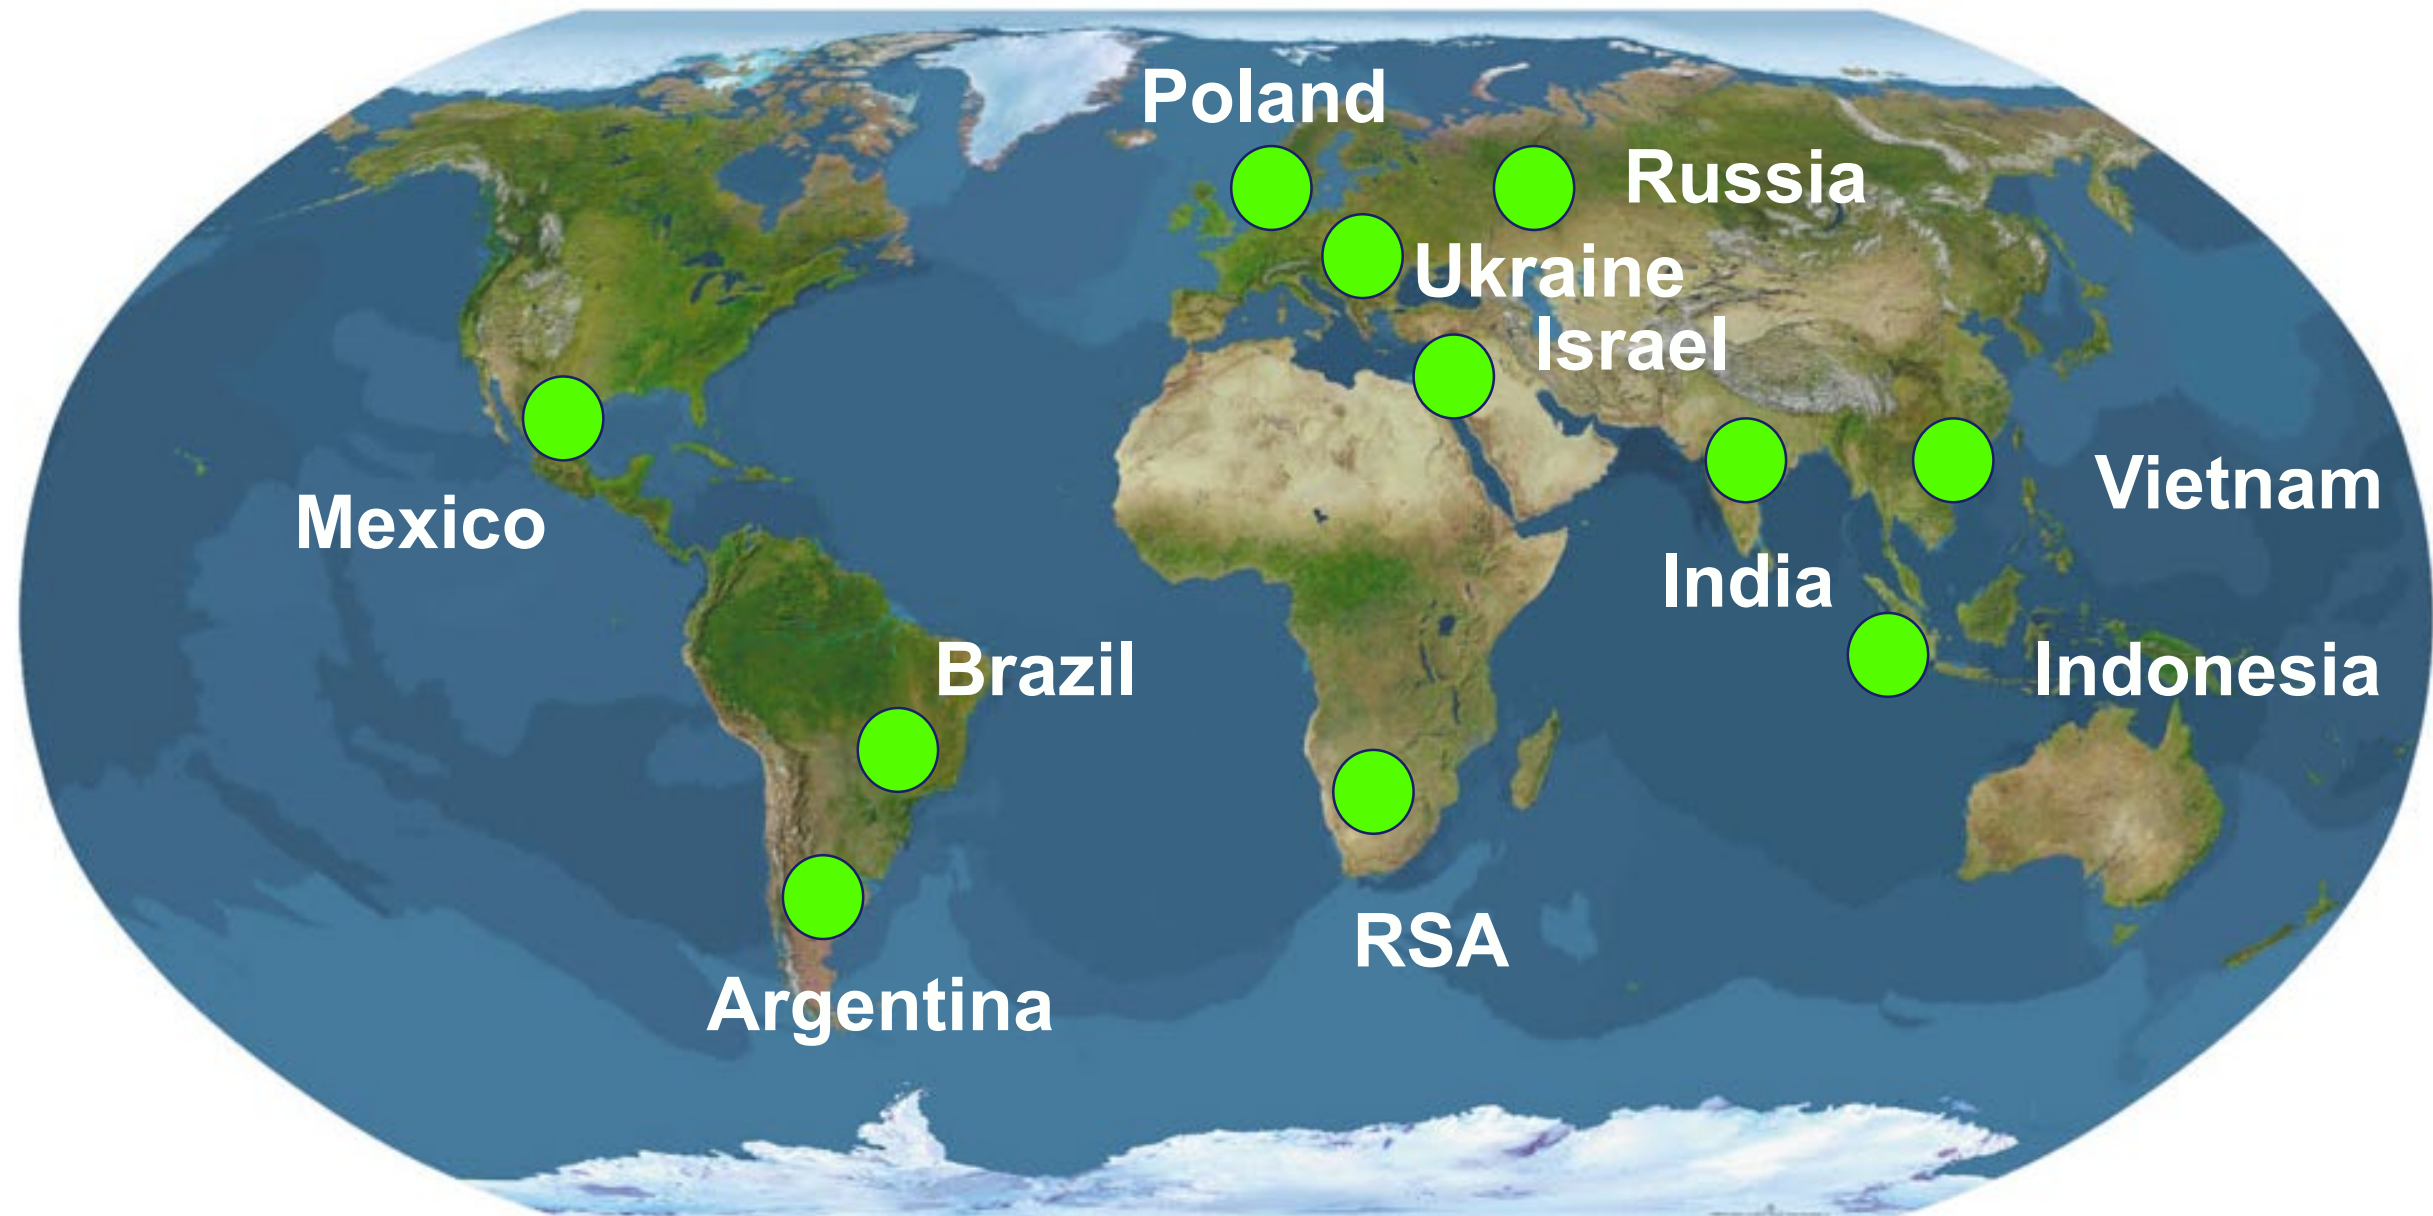 Poland
Russia
Ukraine
Israel
Vietnam
Mexico
India
Brazil
Indonesia
RSA
Argentina